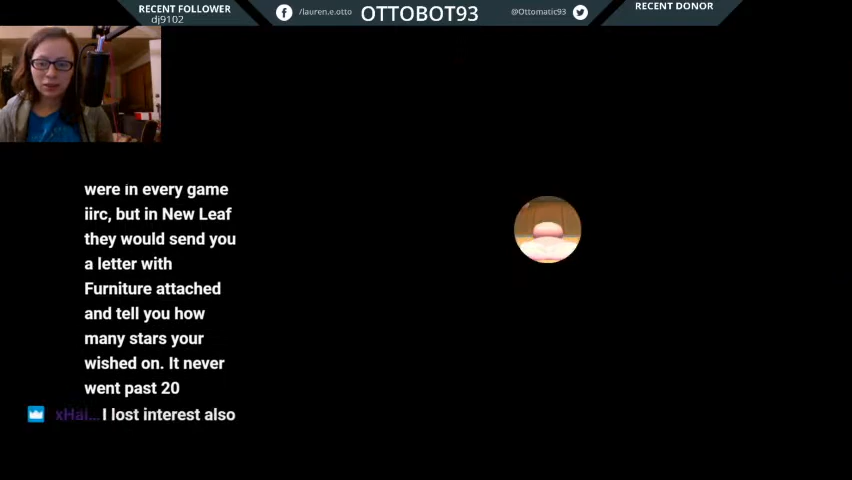 RECENT FOLLOWER
dj9102
/lauren.e.otto
OTTOBOT93
@Ottomatic93
RECENT DONOR
were in every game
iirc, but in New Leaf
they would send you
a letter with
Furniture attached
and tell you how
many stars your
wished on. It never
went past 20
xHai... I lost interest also